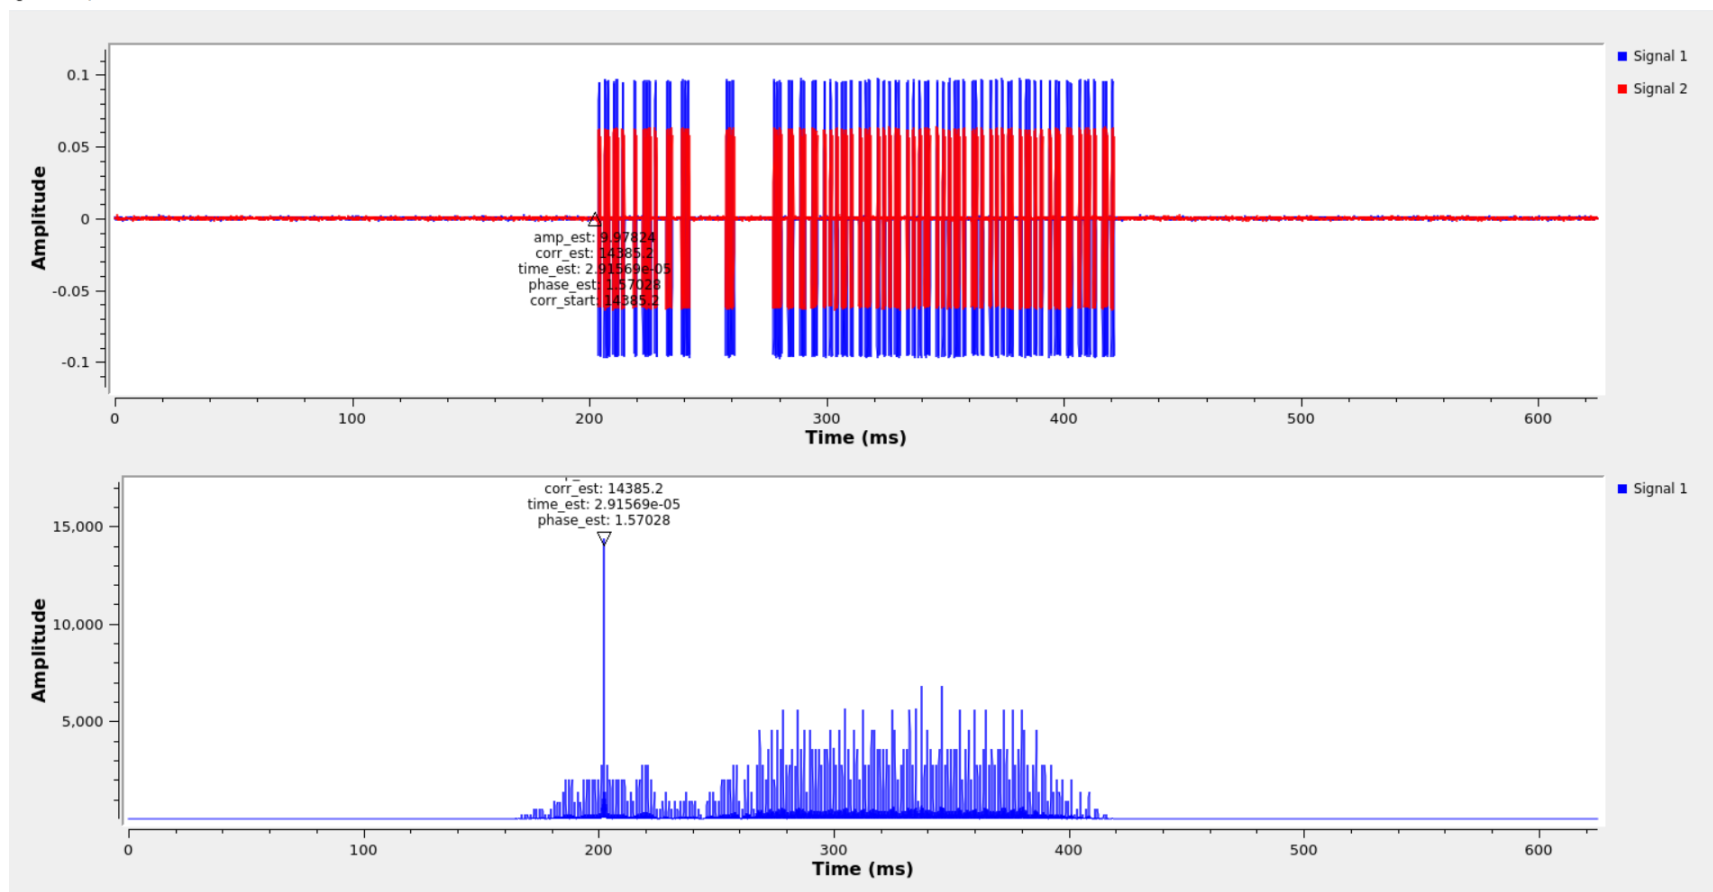 0.1
0.05
0
-0.05
-0.1
Amplitude
Signal 1
Signal 2
amp_est: 9.97824
corr_est: 14385.2
time_est: 2.91569e-05
phase_est: 1.57028
corr_start: 14385.2
0 100 200 300 400 500 600
Time (ms)
corr_est: 14385.2
time_est: 2.91569e-05
phase_est: 1.57028
15,000
10,000
5,000
Amplitude
Signal 1
0 100 200 300 400 500 600
Time (ms)